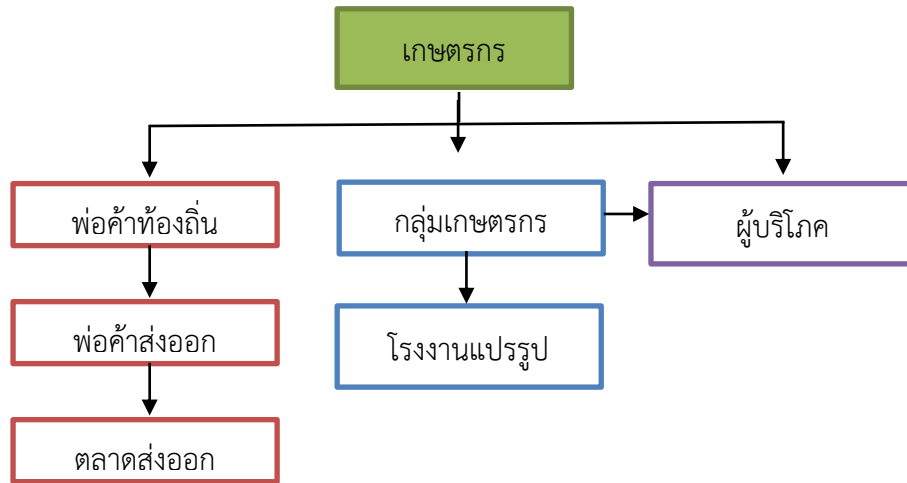 เกษตรกร
พ่อค้าท้องถิ่น
กลุ่มเกษตรกร
ผู้บริโภค
พ่อค้าส่งออก
โรงงานแปรรูป
ตลาดส่งออก